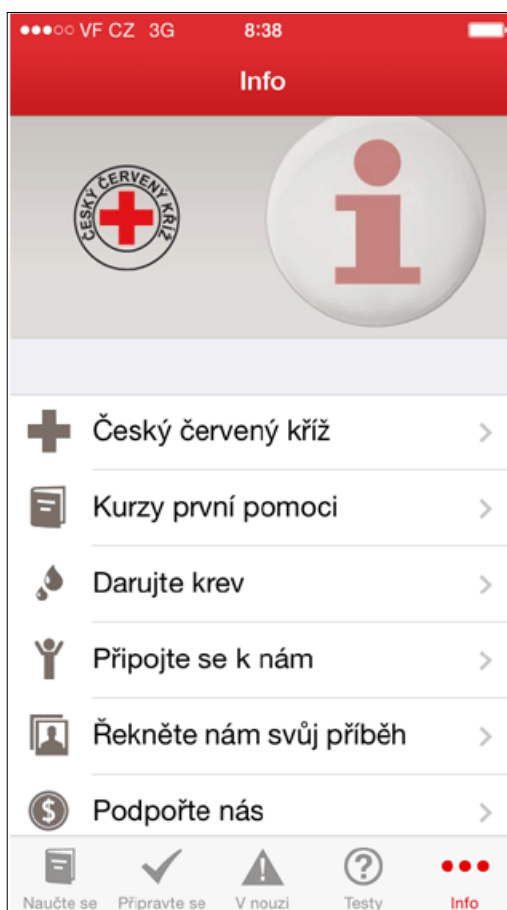 VF CZ 3G 8:38
Info
ČESKÝ ČERVENÝ KŘÍŽ
Český červený kříž
Kurzy první pomoci
Darujte krev
Připojte se k nám
Řekněte nám svůj příběh
Podpořte nás
Naučte se Připravte se V nouzi Testy Info